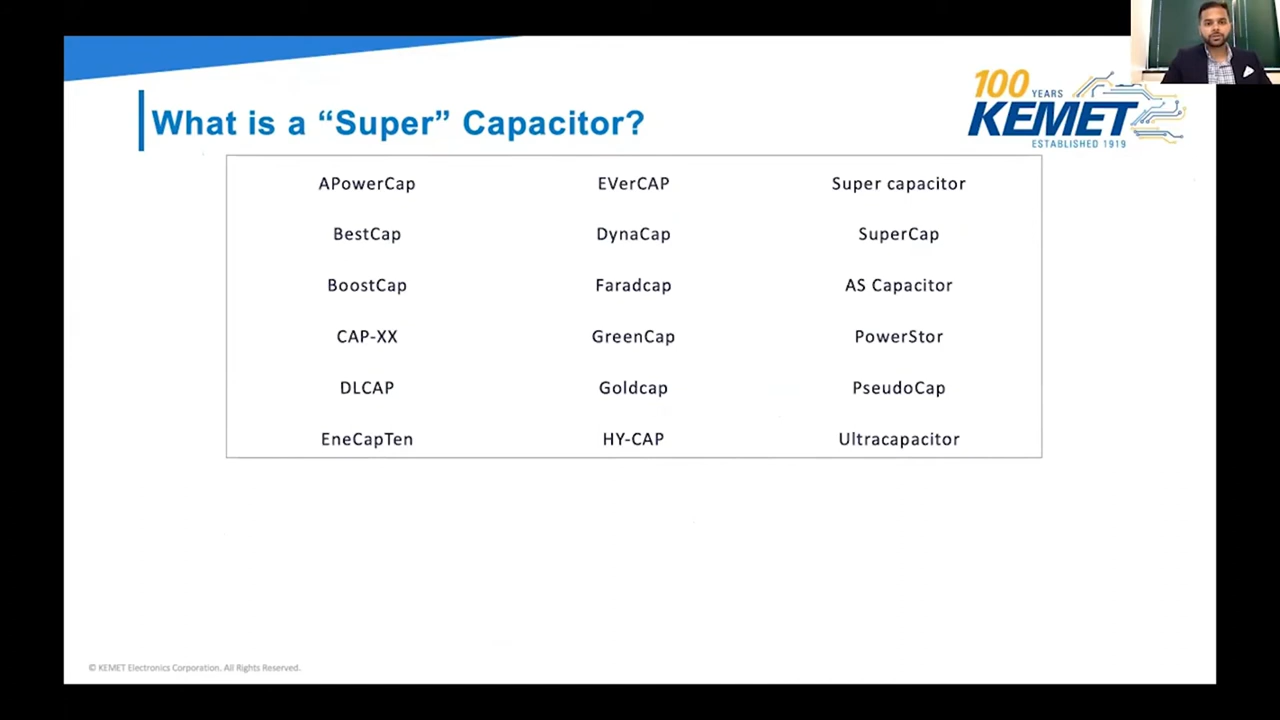 100 YEARS
KEMET
ESTABLISHED 1919
What is a “Super” Capacitor?
APowerCap EVerCAP Super capacitor
BestCap DynaCap SuperCap
BoostCap Faradcap AS Capacitor
CAP-XX GreenCap PowerStor
DLCAP Goldcap PseudoCap
EneCapTen HY-CAP Ultracapacitor
© KEMET Electronics Corporation. All Rights Reserved.